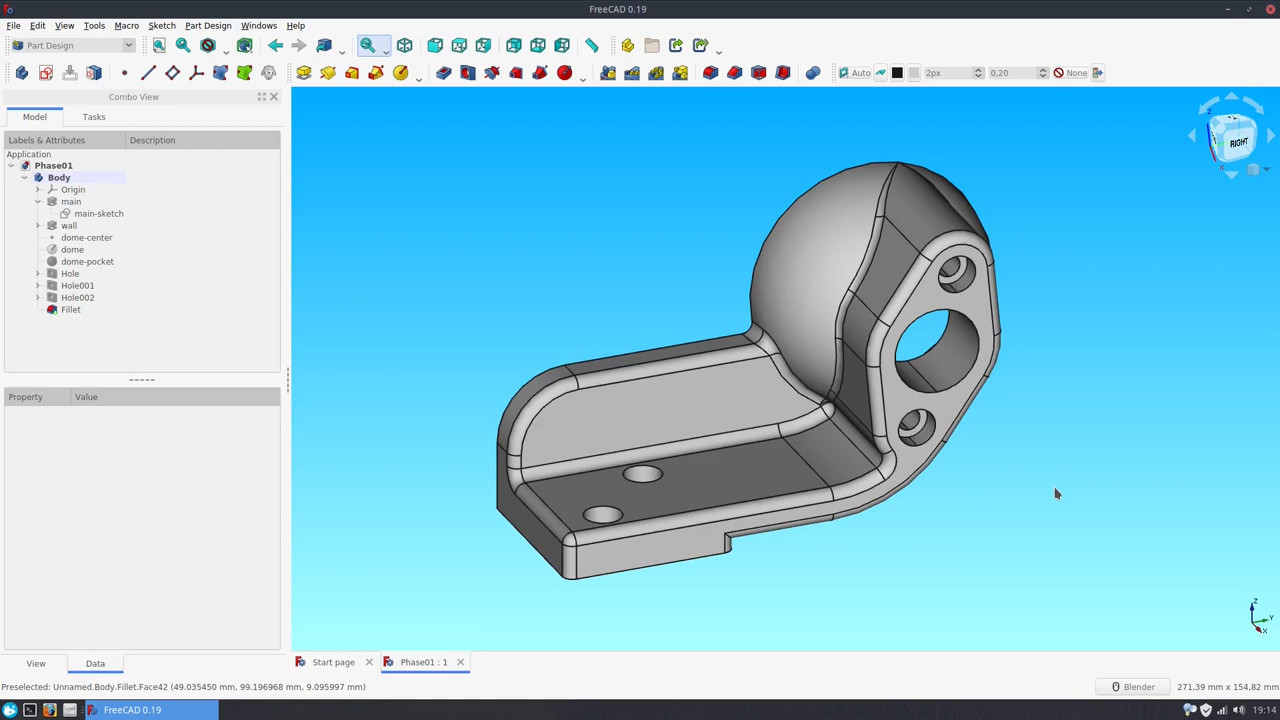 FreeCAD 0.19
File Edit View Tools Macro Sketch Part Design Windows Help
Part Design
Auto 2px 0,20 None
Combo View
Model Tasks
Labels & Attributes Description
Application
Phase01
Body
Origin
main
main-sketch
wall
dome-center
dome
dome-pocket
Hole
Hole001
Hole002
Fillet
Property Value
View Data
RIGHT
Z
X
Z
Y
X
Start page Phase01 : 1
Preselected: Unnamed.Body.Fillet.Face42 (49.035450 mm, 99.196968 mm, 9.095997 mm) Blender 271,39 mm x 154,82 mm
FreeCAD 0.19 19:14